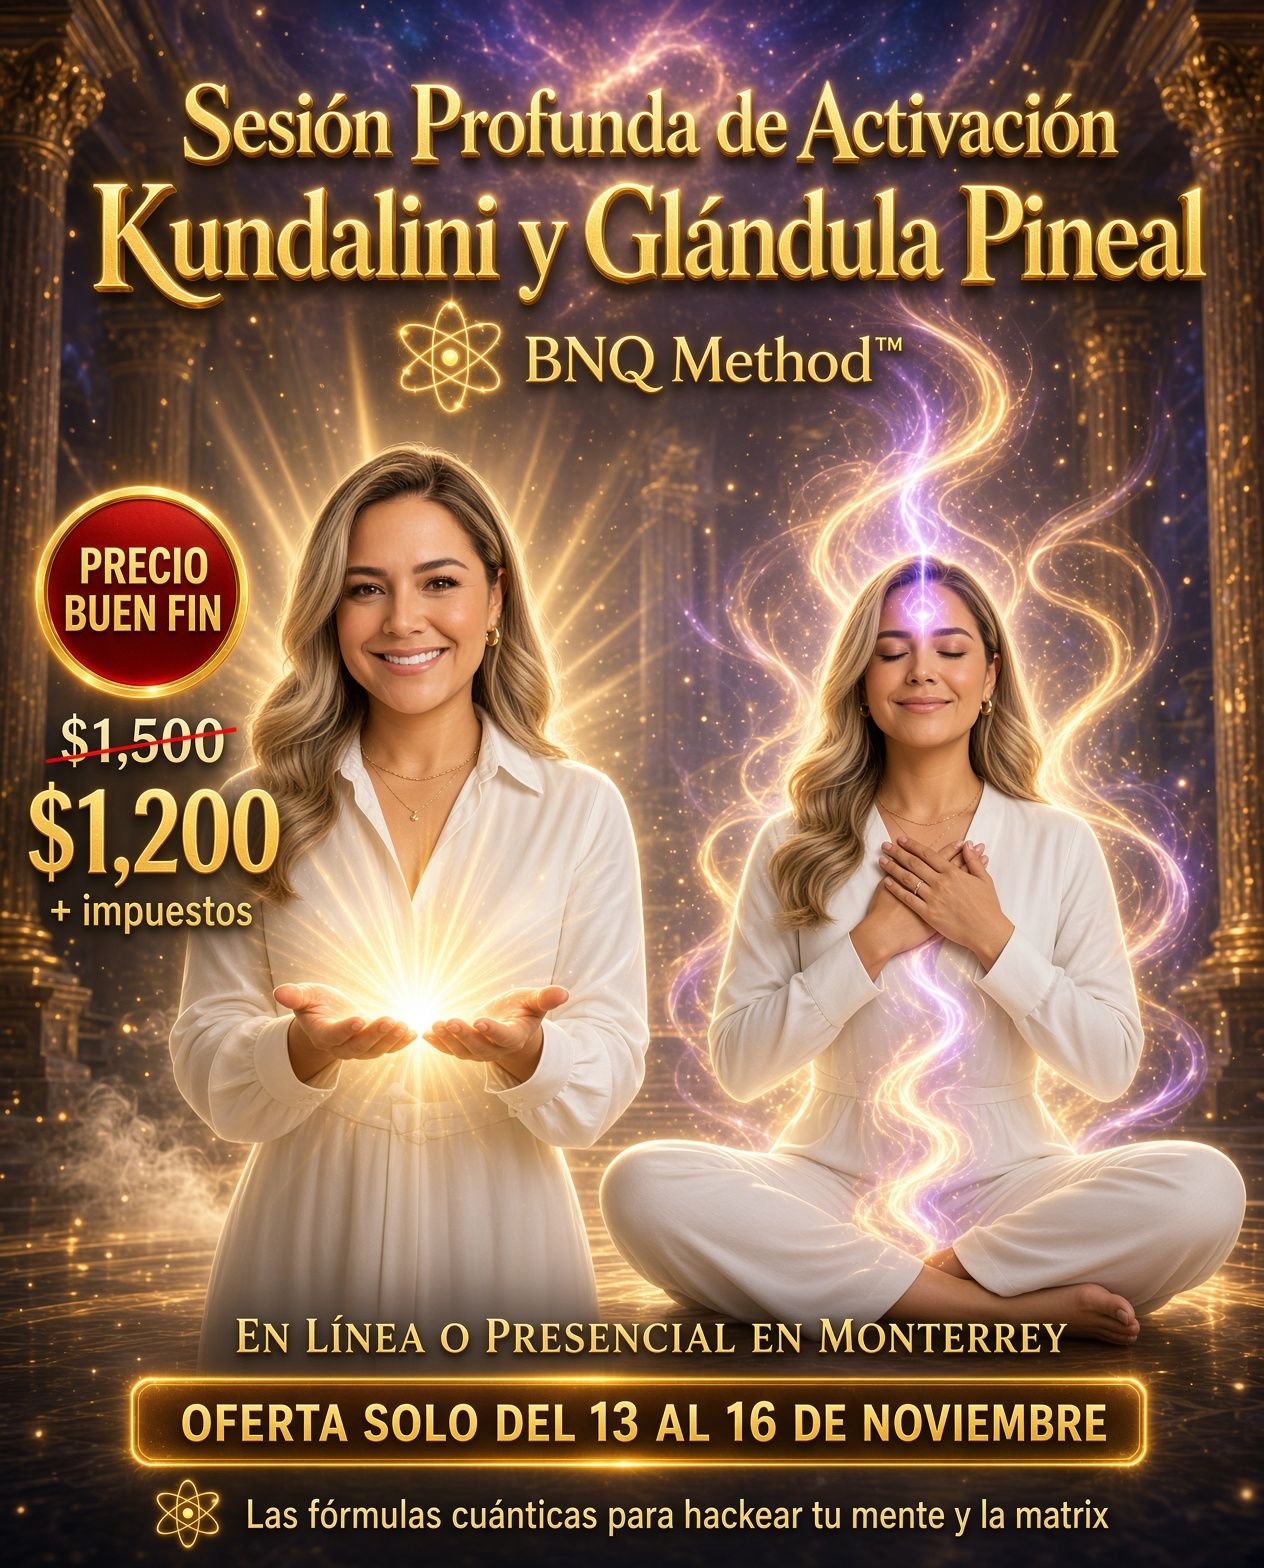 Sesión Profunda de Activación
Kundalini y Glándula Pineal
BNQ Method™
PRECIO
BUEN FIN
$1,500
$1,200
+ impuestos
EN LÍNEA O PRESENCIAL EN MONTERREY
OFERTA SOLO DEL 13 AL 16 DE NOVIEMBRE
Las fórmulas cuánticas para hackear tu mente y la matrix